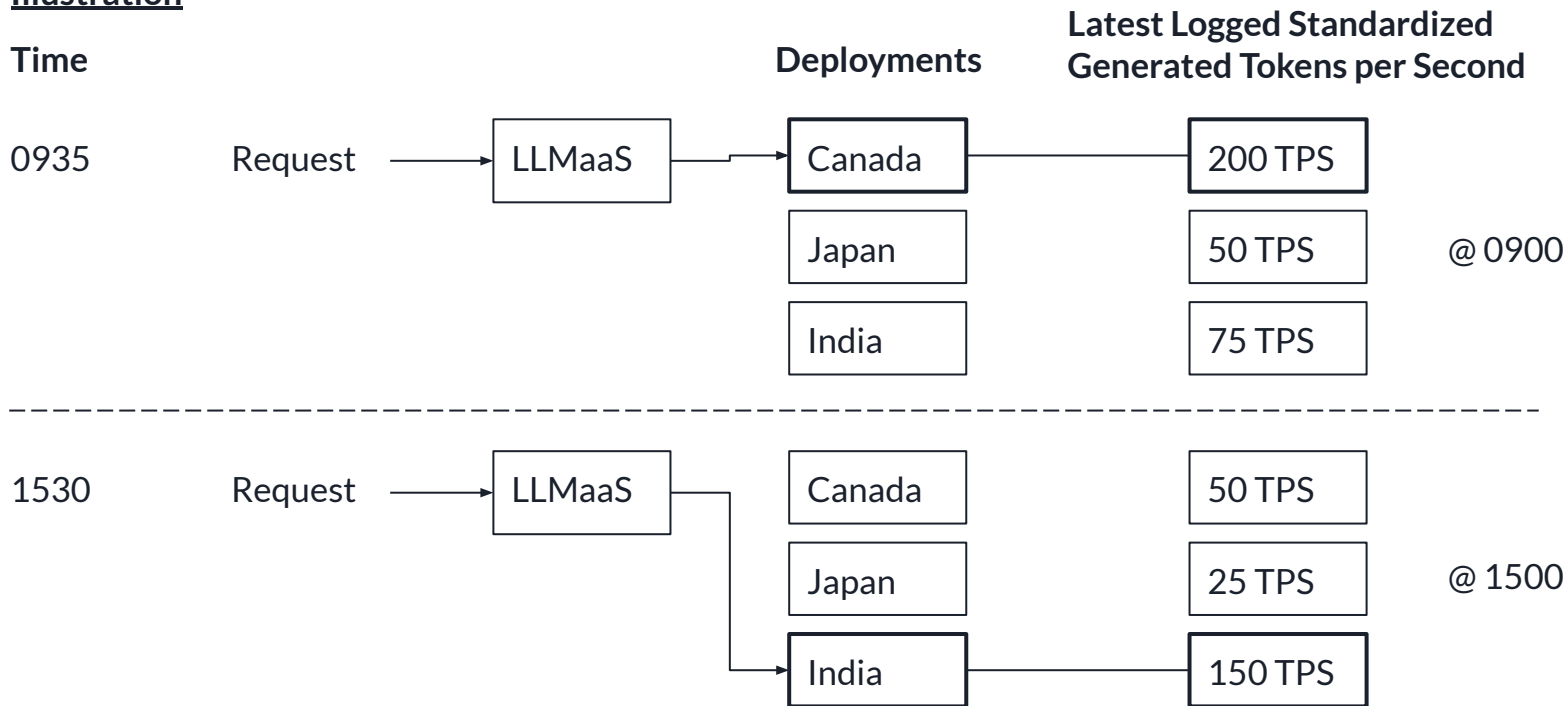 Illustration
Time
Deployments
Latest Logged Standardized
Generated Tokens per Second
0935
Request
LLMaaS
Canada
200 TPS
Japan
50 TPS
@ 0900
India
75 TPS
1530
Request
LLMaaS
Canada
50 TPS
Japan
25 TPS
@ 1500
India
150 TPS